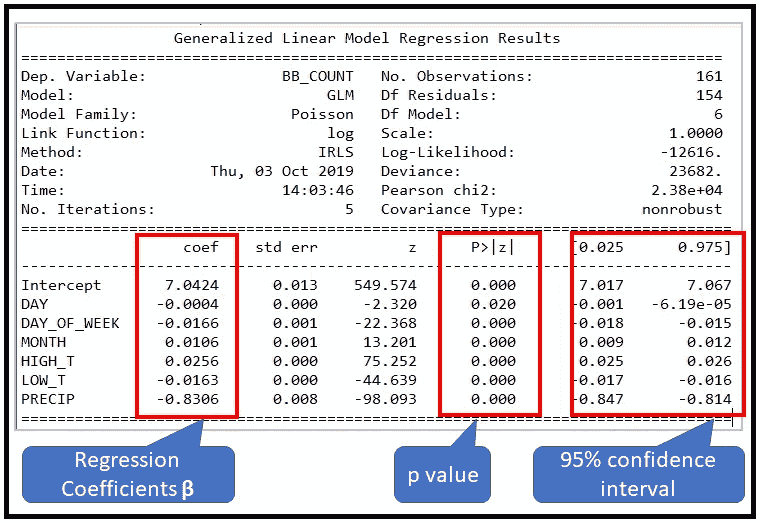 Generalized Linear Model Regression Results
==============================================================================
Dep. Variable: BB_COUNT No. Observations: 161
Model: GLM Df Residuals: 154
Model Family: Poisson Df Model: 6
Link Function: log Scale: 1.0000
Method: IRLS Log-Likelihood: -12616.
Date: Thu, 03 Oct 2019 Deviance: 23682.
Time: 14:03:46 Pearson chi2: 2.38e+04
No. Iterations: 5 Covariance Type: nonrobust
==============================================================================
coef std err z P>|z| [0.025 0.975]
------------------------------------------------------------------------------
Intercept 7.0424 0.013 549.574 0.000 7.017 7.067
DAY -0.0004 0.000 -2.320 0.020 -0.001 -6.19e-05
DAY_OF_WEEK -0.0166 0.001 -22.368 0.000 -0.018 -0.015
MONTH 0.0106 0.001 13.201 0.000 0.009 0.012
HIGH_T 0.0256 0.000 75.252 0.000 0.025 0.026
LOW_T -0.0163 0.000 -44.639 0.000 -0.017 -0.016
PRECIP -0.8306 0.008 -98.093 0.000 -0.847 -0.814
==============================================================================
Regression
Coefficients β
p value
95% confidence
interval